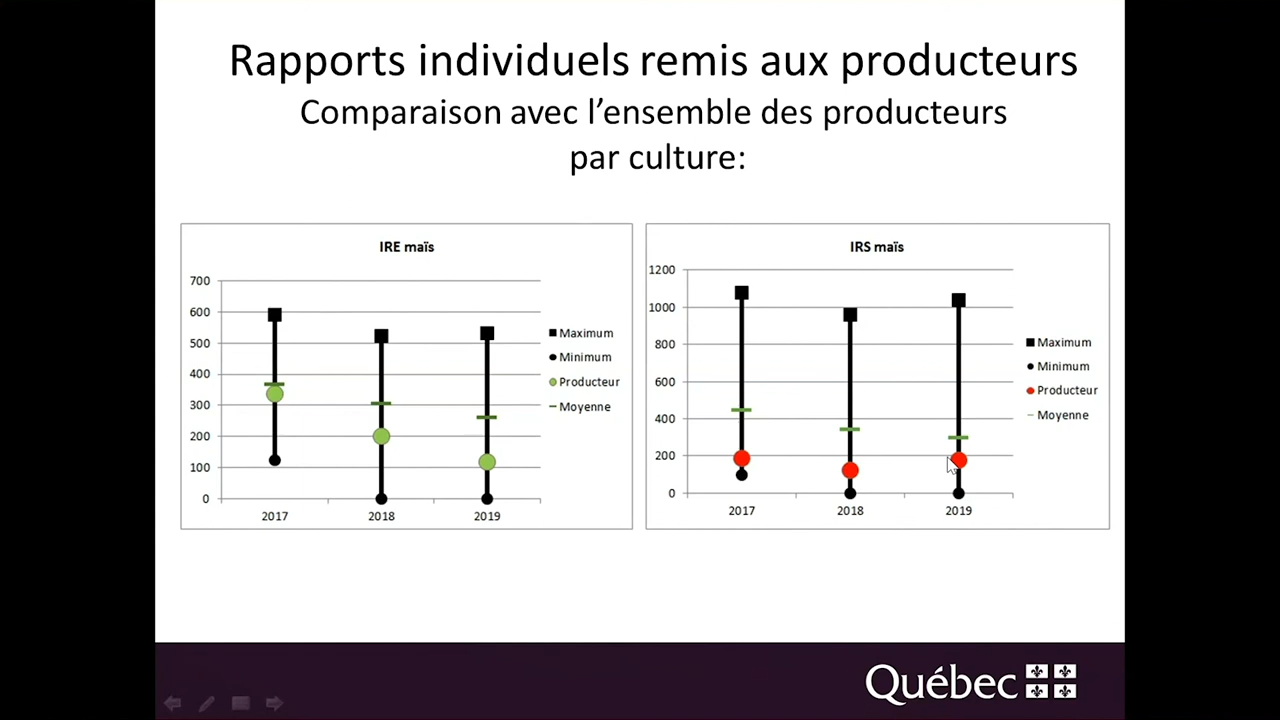 Rapports individuels remis aux producteurs
Comparaison avec l’ensemble des producteurs
par culture:
IRE maïs
700
600
500
400
300
200
100
0
2017 2018 2019
Maximum
Minimum
Producteur
Moyenne
IRS maïs
1200
1000
800
600
400
200
0
2017 2018 2019
Maximum
Minimum
Producteur
Moyenne
Québec